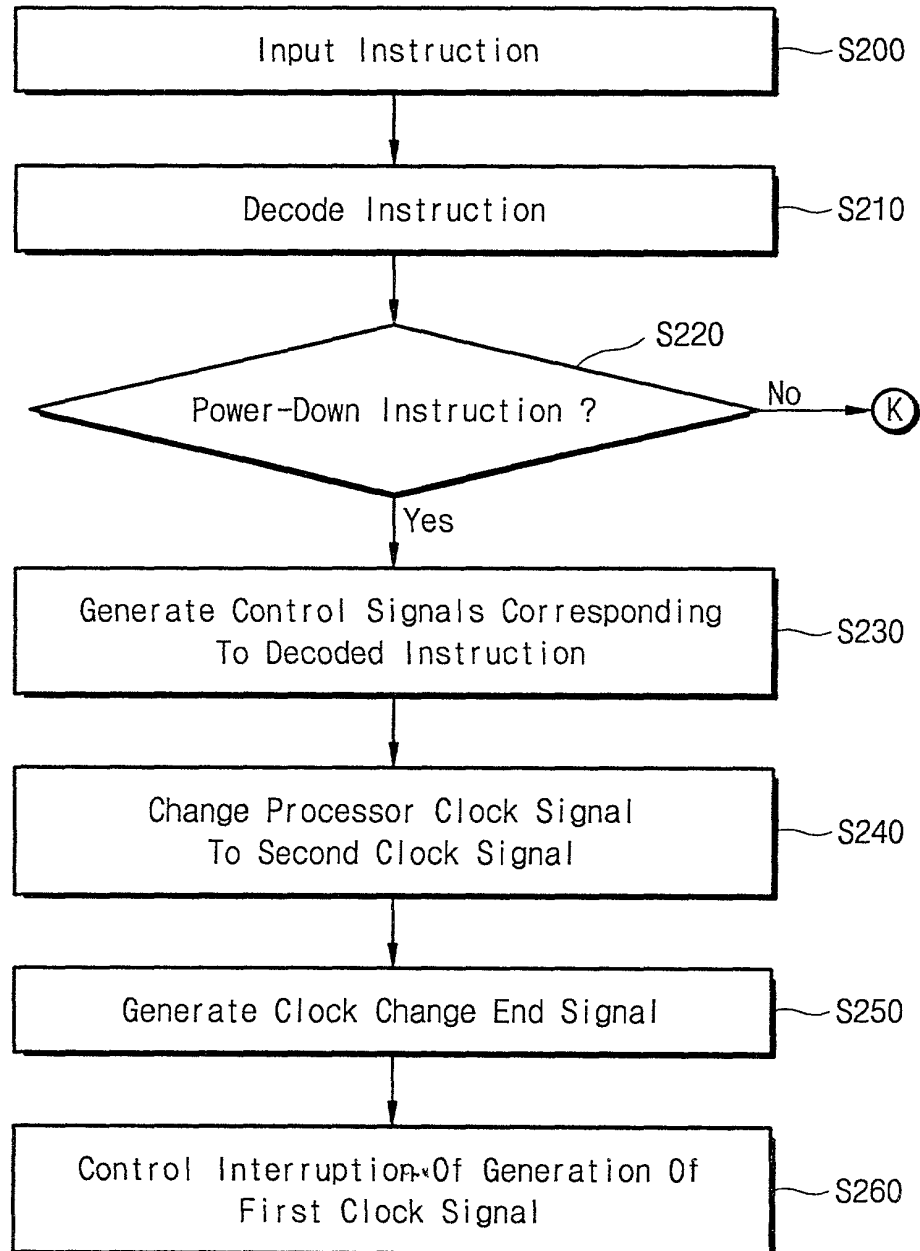 Input Instruction
S200
Decode Instruction
S210
S220
Power-Down Instruction ?
No
K
Yes
Generate Control Signals Corresponding
To Decoded Instruction
S230
Change Processor Clock Signal
To Second Clock Signal
S240
Generate Clock Change End Signal
S250
Control Interruption Of Generation Of
First Clock Signal
S260